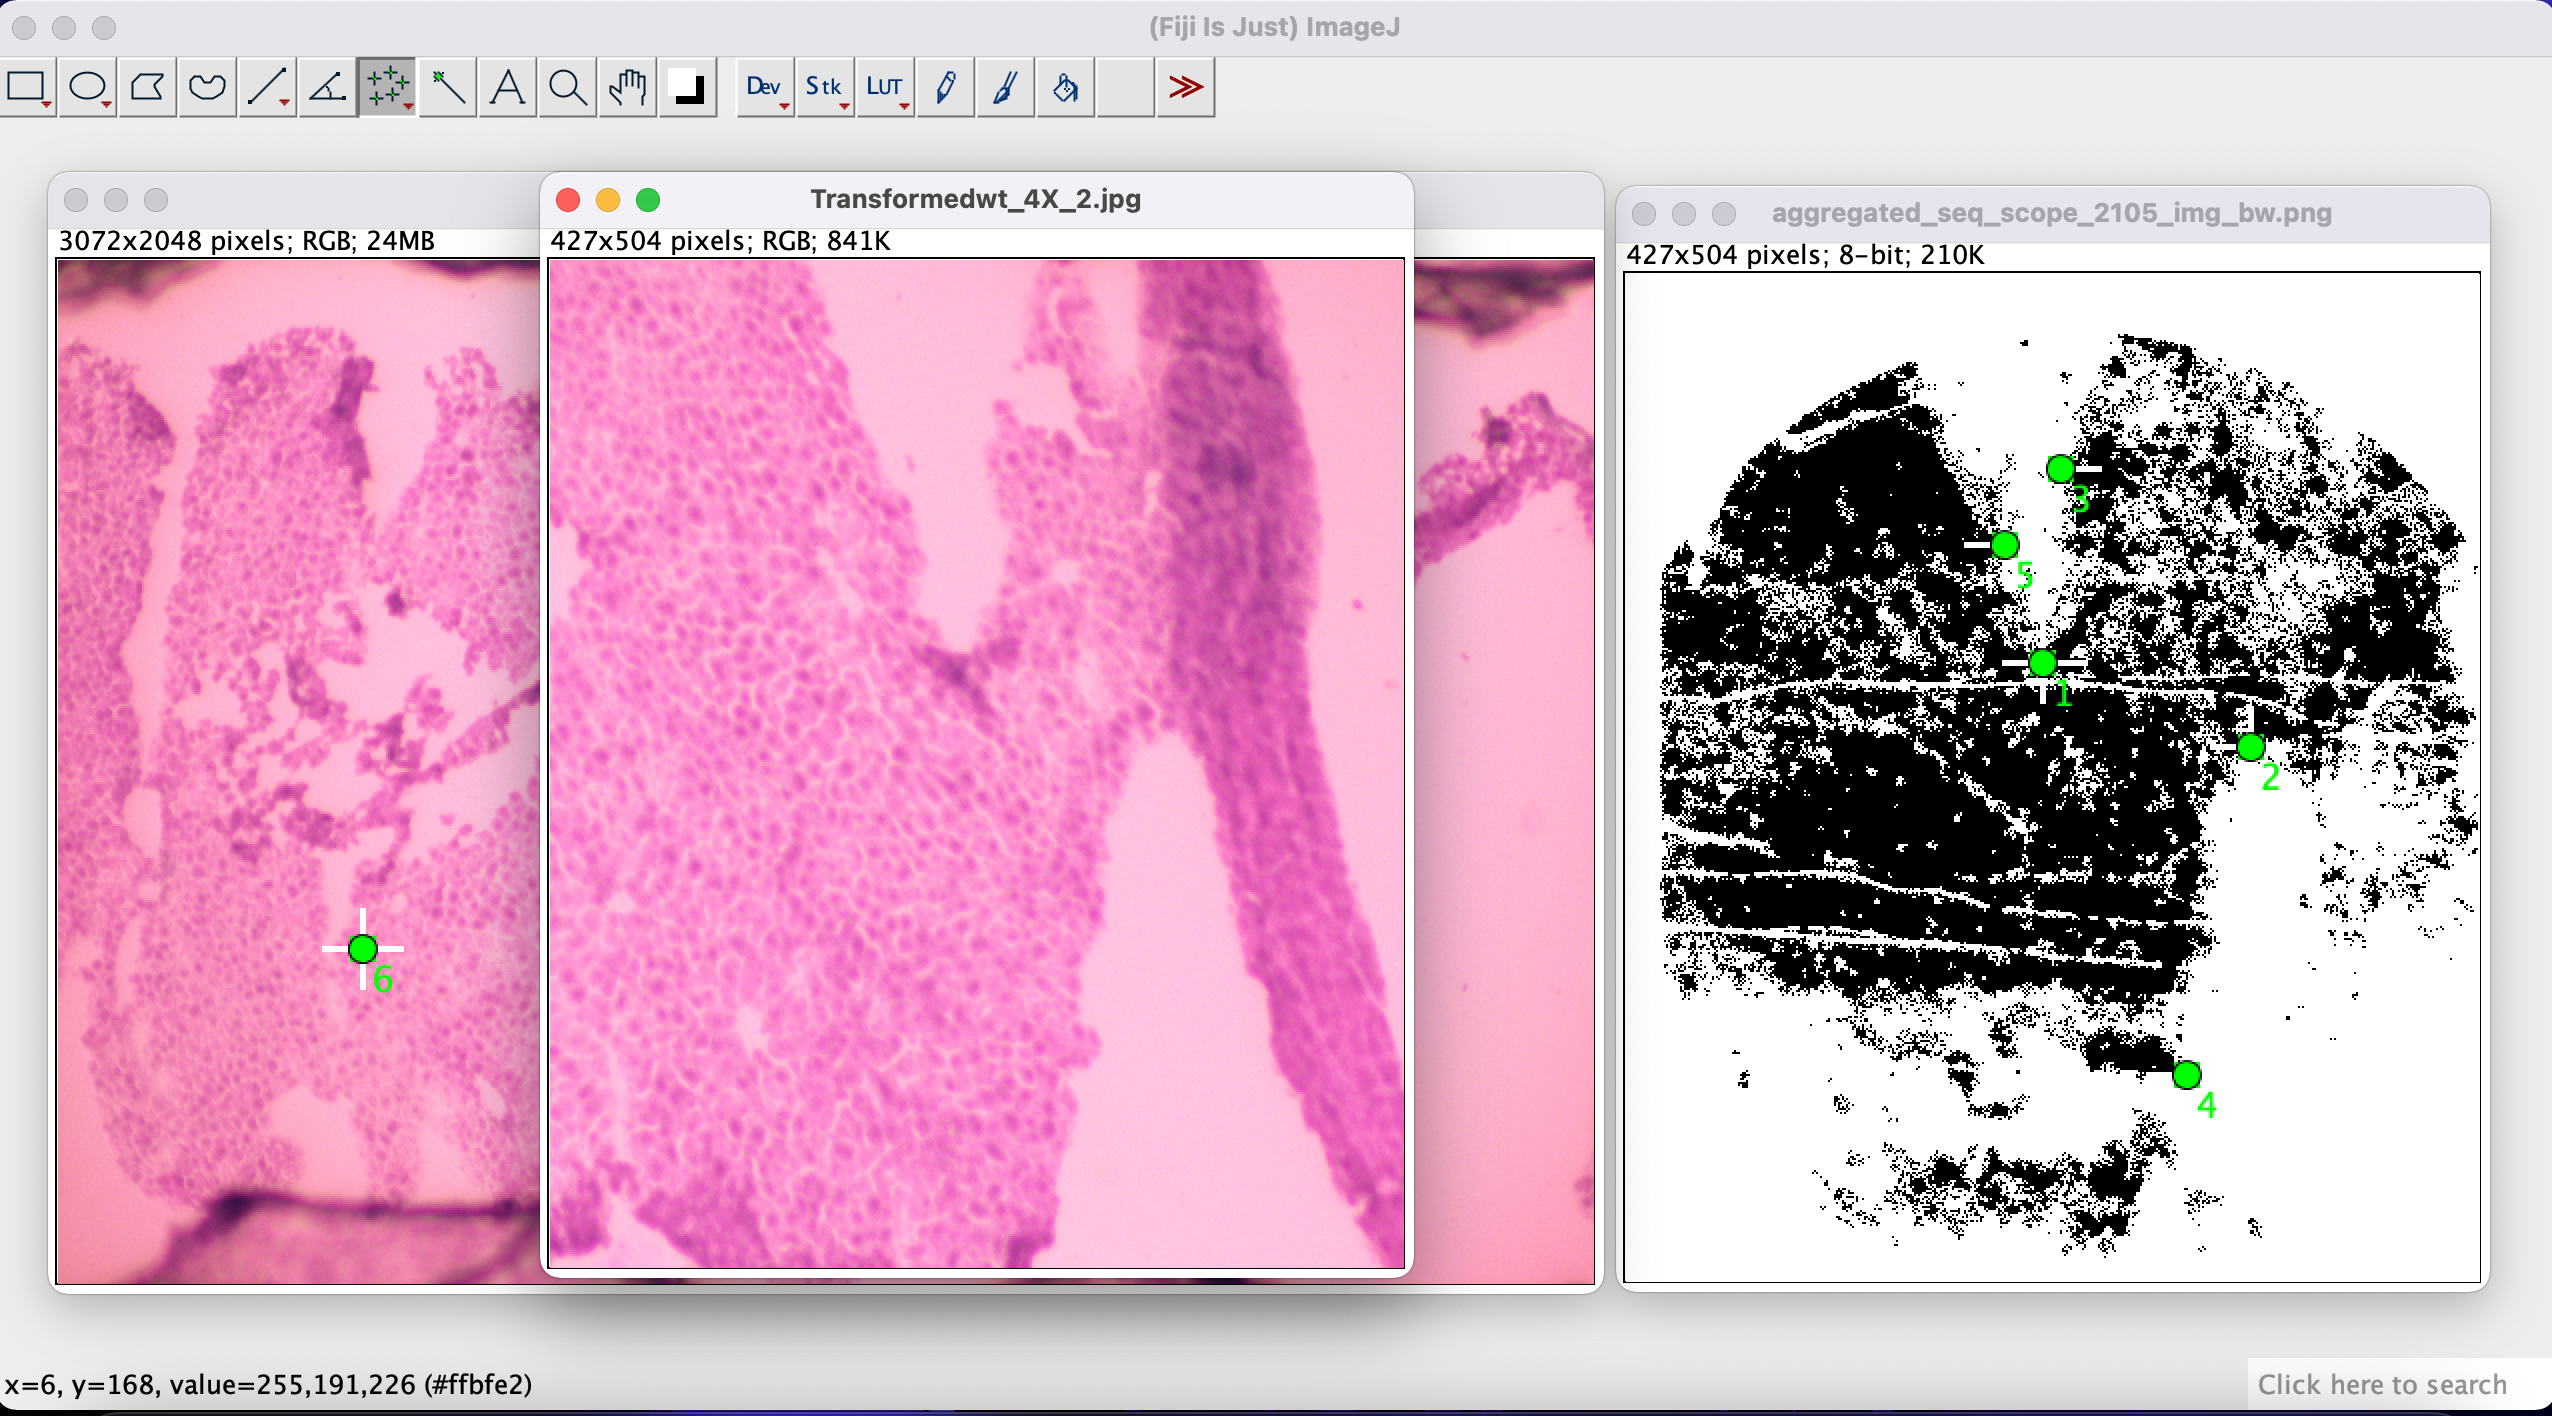 (Fiji Is Just) ImageJ
Dev Stk LUT
3072x2048 pixels; RGB; 24MB
6
Transformedwt_4X_2.jpg
427x504 pixels; RGB; 841K
aggregated_seq_scope_2105_img_bw.png
427x504 pixels; 8-bit; 210K
3
5
1
2
4
x=6, y=168, value=255,191,226 (#ffbfe2)
Click here to search